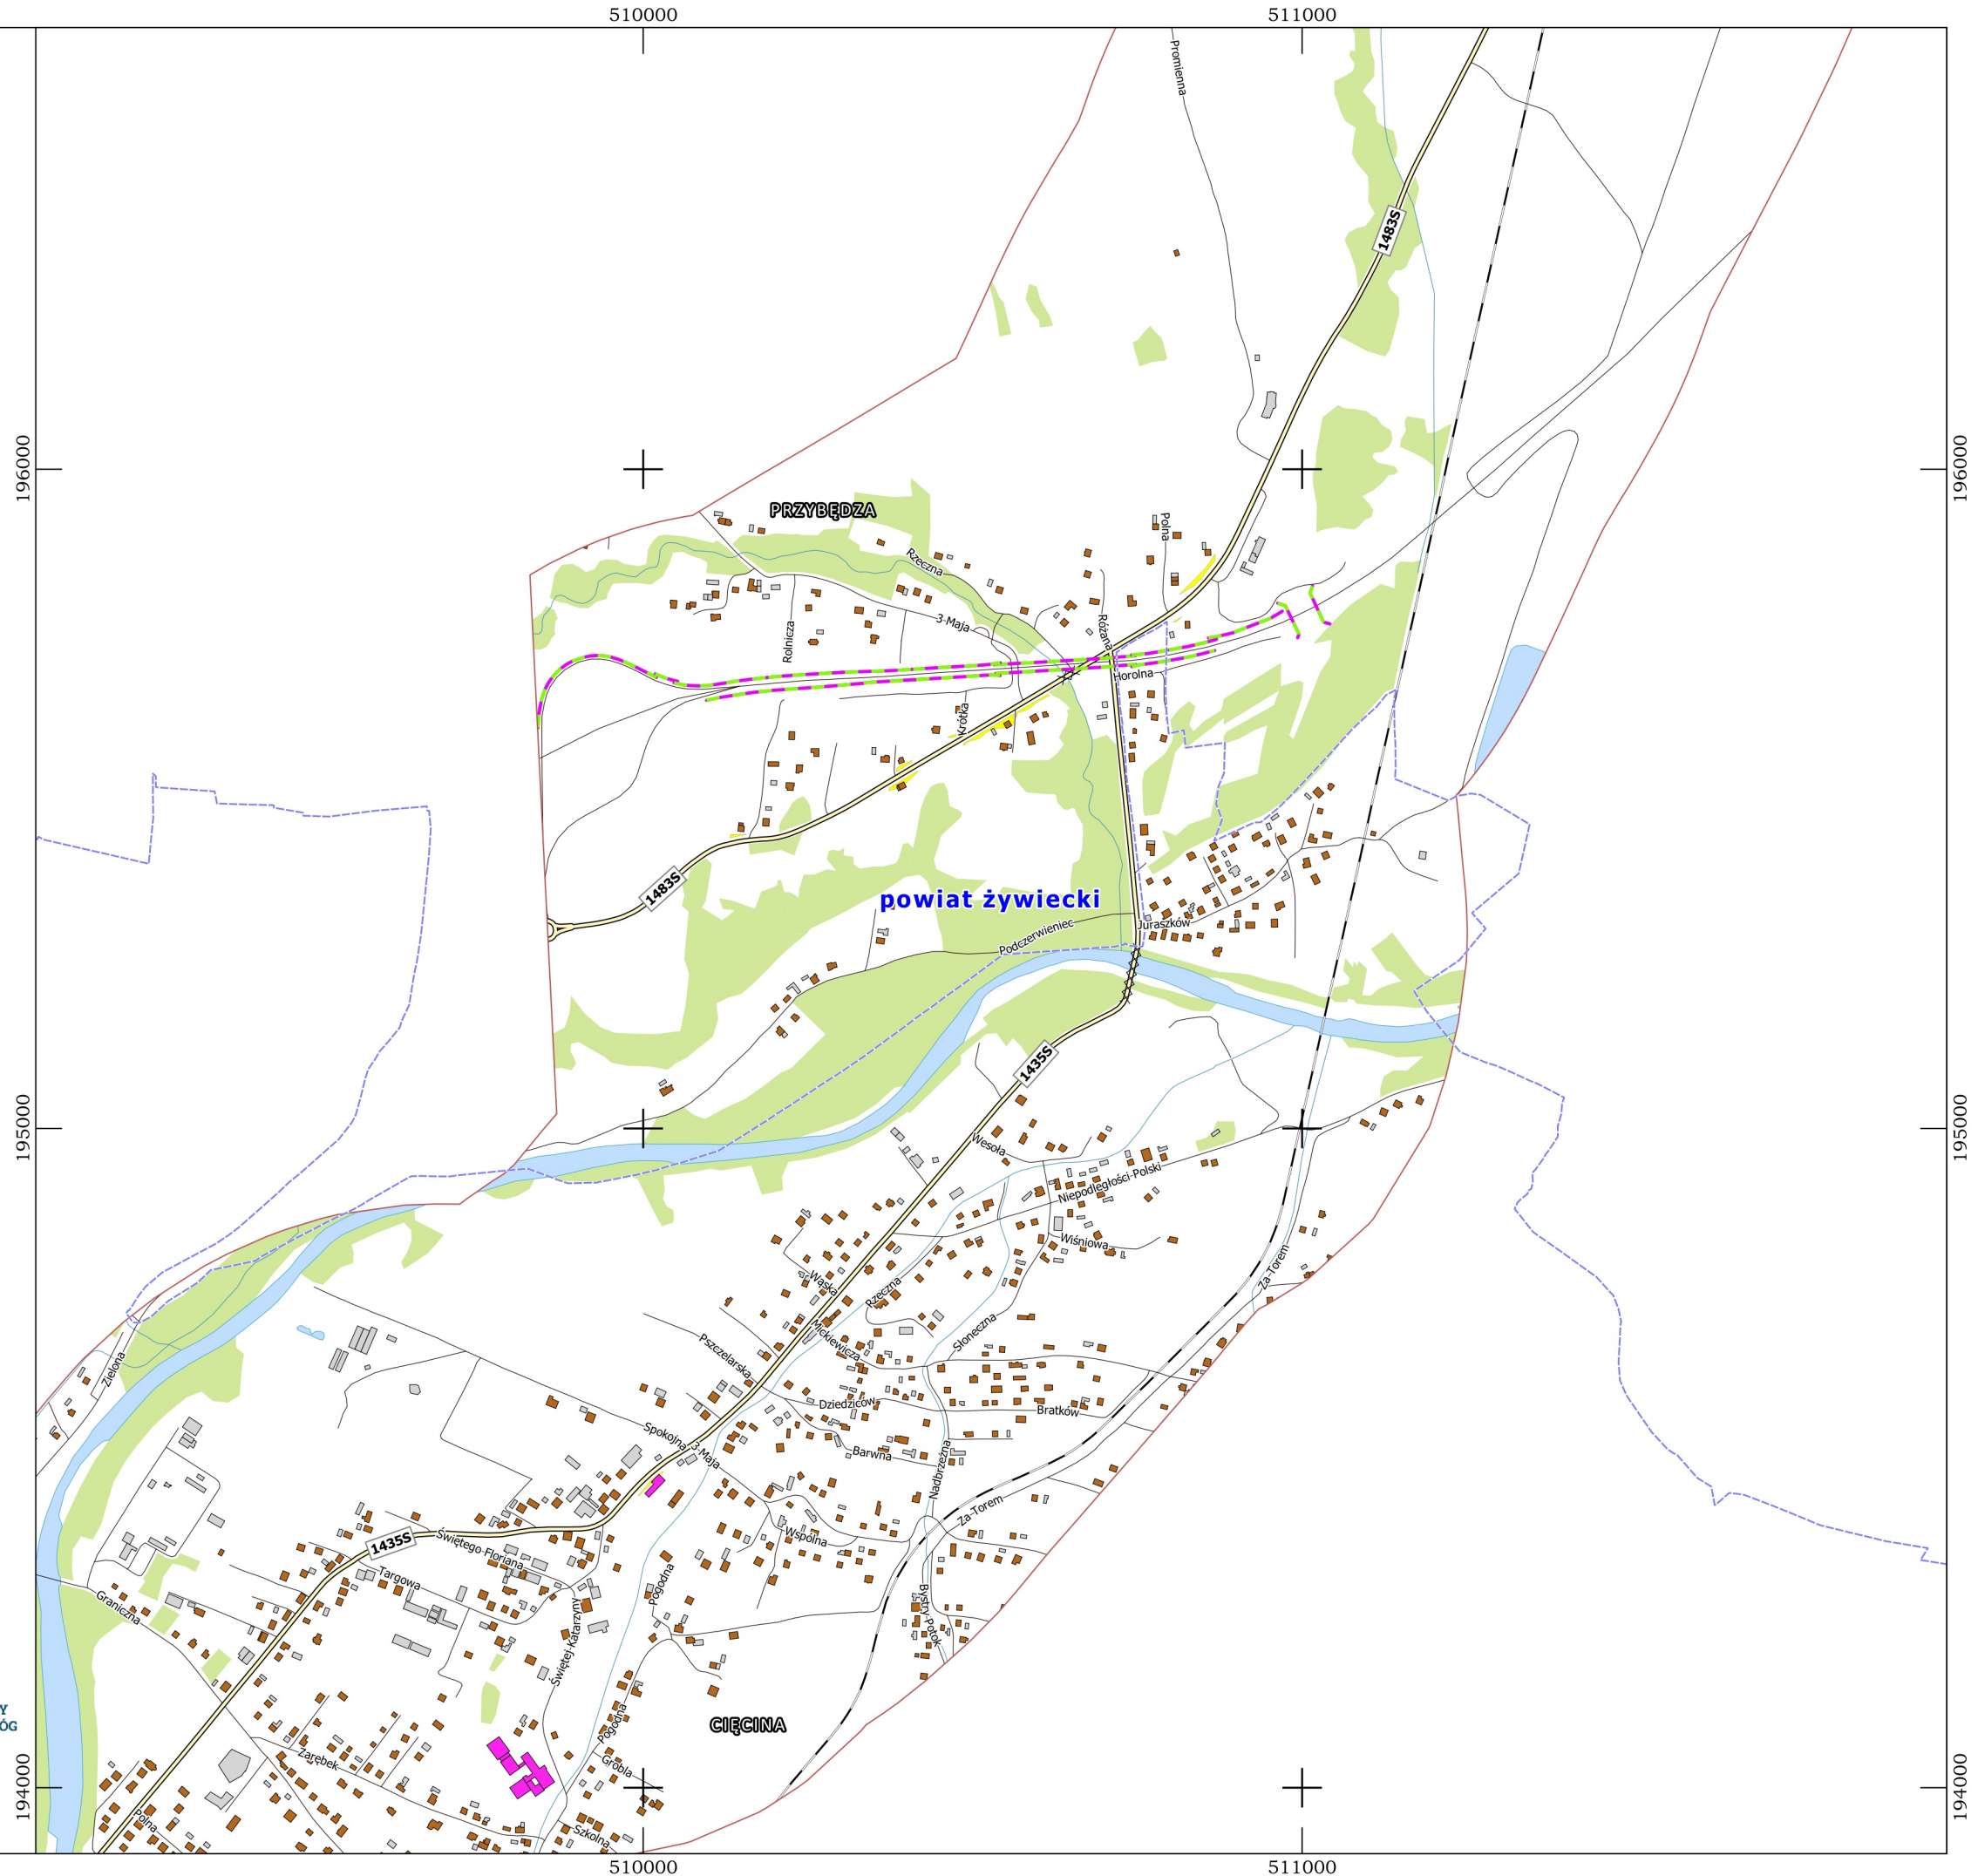 510000
511000
Promienna
1483S
196000
196000
PRZYBĘDZA
Polna
Rzeczna
3-Maja
Rolnicza
Różana
Horolna
Krótka
1483S
powiat żywiecki
Juraszków
Podczerwieniec
1435S
195000
195000
Wesoła
Niepodległości-Polski
Wiśniowa
Za-Torem
Wąska
Rzeczna
Mickiewicza
Słoneczna
Pszczelarska
Zielona
Dziedziców
Bratków
Spokojna
3-Maja
Barwna
Nadbrzeżna
Za-Torem
Wspólna
1435S
Świętego-Floriana
Targowa
Graniczna
Pogodna
Świętej-Katarzyny
Bystry-Potok
Y
ÓG
CIĘCINA
Pogodna
Zarębek
Grobla
194000
194000
Polna
Szkolna
510000
511000